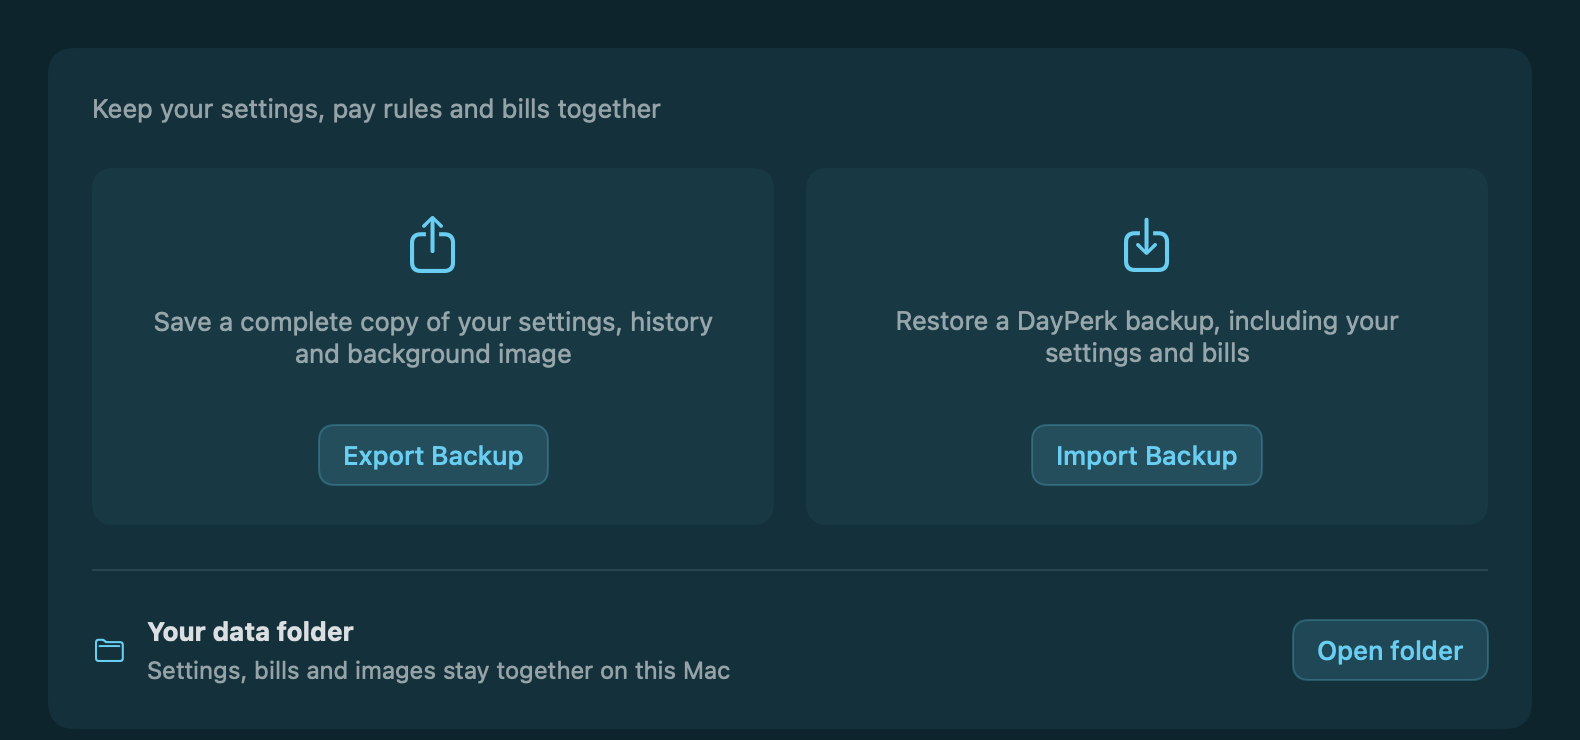 Keep your settings, pay rules and bills together
Save a complete copy of your settings, history
and background image
Export Backup
Restore a DayPerk backup, including your
settings and bills
Import Backup
Your data folder
Settings, bills and images stay together on this Mac
Open folder